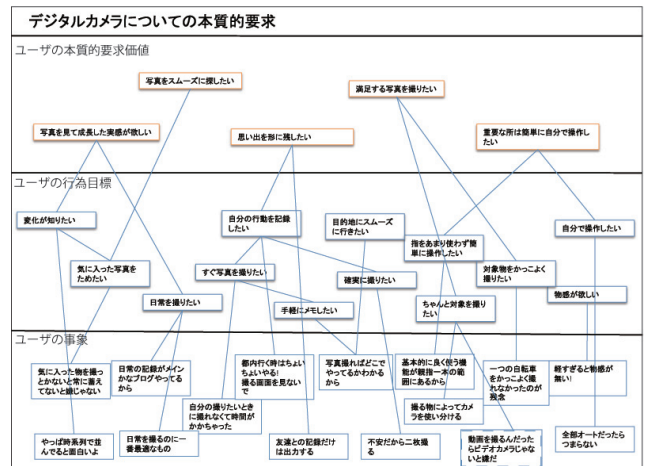 デジタルカメラについての本質的要求
ユーザの本質的要求価値
写真をスムーズに探したい
満足する写真を撮りたい
写真を見て成長した実感が欲しい
思い出を形に残したい
重要な所は簡単に自分で操作し
たい
ユーザの行為目標
変化が知りたい
自分の行動を記録
したい
目的地にスムーズ
に行きたい
自分で操作したい
指をあまり使わず簡
単に操作したい
気に入った写真を
ためたい
すぐ写真を撮りたい
確実に撮りたい
対象物をかっこよく
撮りたい
日常を撮りたい
手軽にメモしたい
ちゃんと対象を撮り
たい
物感が欲しい
ユーザの事象
気に入った物を撮っ
とかないと常に蓄え
てないと嫌じゃない
日常の記録がメイン
かなブログやってる
から
都内行く時はちょい
ちょいやる!
撮る画面を見ない
で
写真撮ればどこで
やってるかわかる
から
基本的に良く使う機
能が親指一本の範
囲にあるから
一つの自転車
をかっこよく撮
れなかったのが
残念
軽すぎると物感が
無い!
自分の撮りたいとき
に撮れなくて時間が
かかちゃった
撮る物によってカメ
ラを使い分ける
やっぱ時系列で並
んでると面白いよ
日常を撮るのに一
番最適なもの
友達との記録だけ
は出力する
不安だから二枚撮
る
動画を撮るんだった
らビデオカメラじゃな
いと嫌だ
全部オートだったら
つまらない